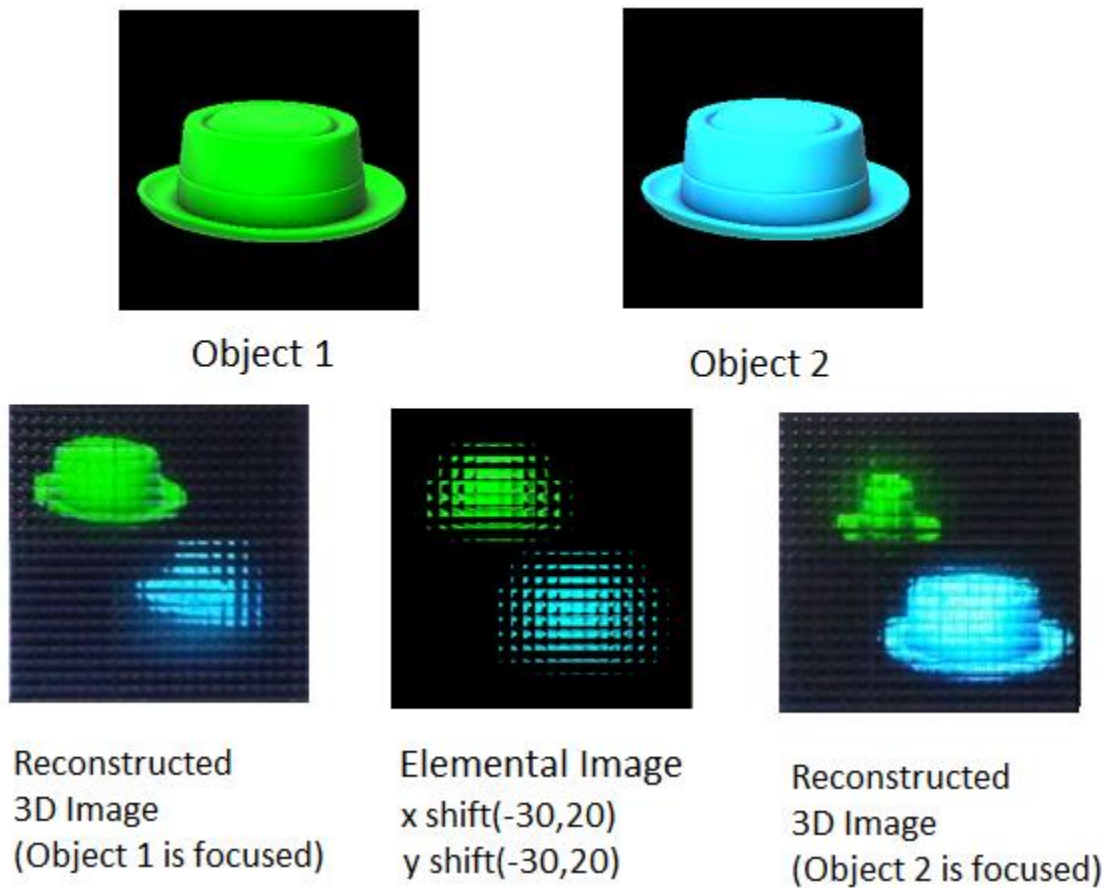 Object 1
Object 2
Reconstructed
3D Image
(Object 1 is focused)
Elemental Image
x shift(-30,20)
y shift(-30,20)
Reconstructed
3D Image
(Object 2 is focused)